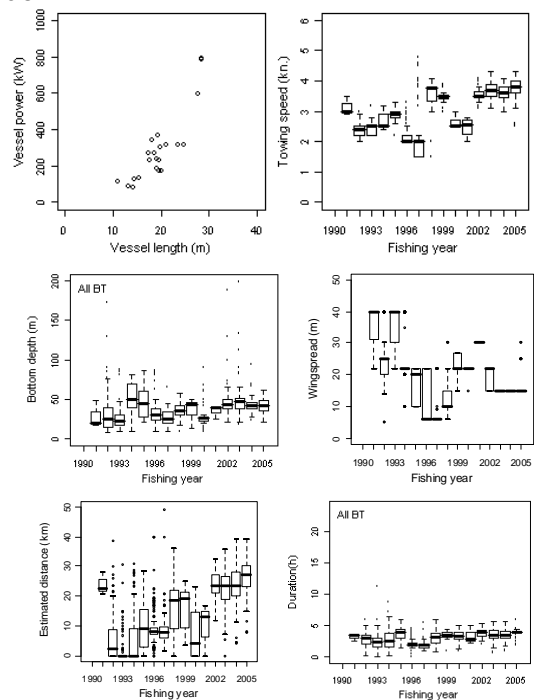 1000
800
600
400
200
0
Vessel power (kW)
0 10 20 30 40
Vessel length (m)
6
5
4
3
2
1
0
Towing speed (kn.)
1990 1993 1996 1999 2002 2005
Fishing year
All BT
200
150
100
50
0
Bottom depth (m)
1990 1993 1996 1999 2002 2005
Fishing year
50
40
30
20
10
0
Wingspread (m)
1990 1993 1996 1999 2002 2005
Fishing year
50
40
30
20
10
0
Estimated distance (km)
1990 1993 1996 1999 2002 2005
Fishing year
All BT
20
15
10
5
0
Duration(h)
1990 1993 1996 1999 2002 2005
Fishing year